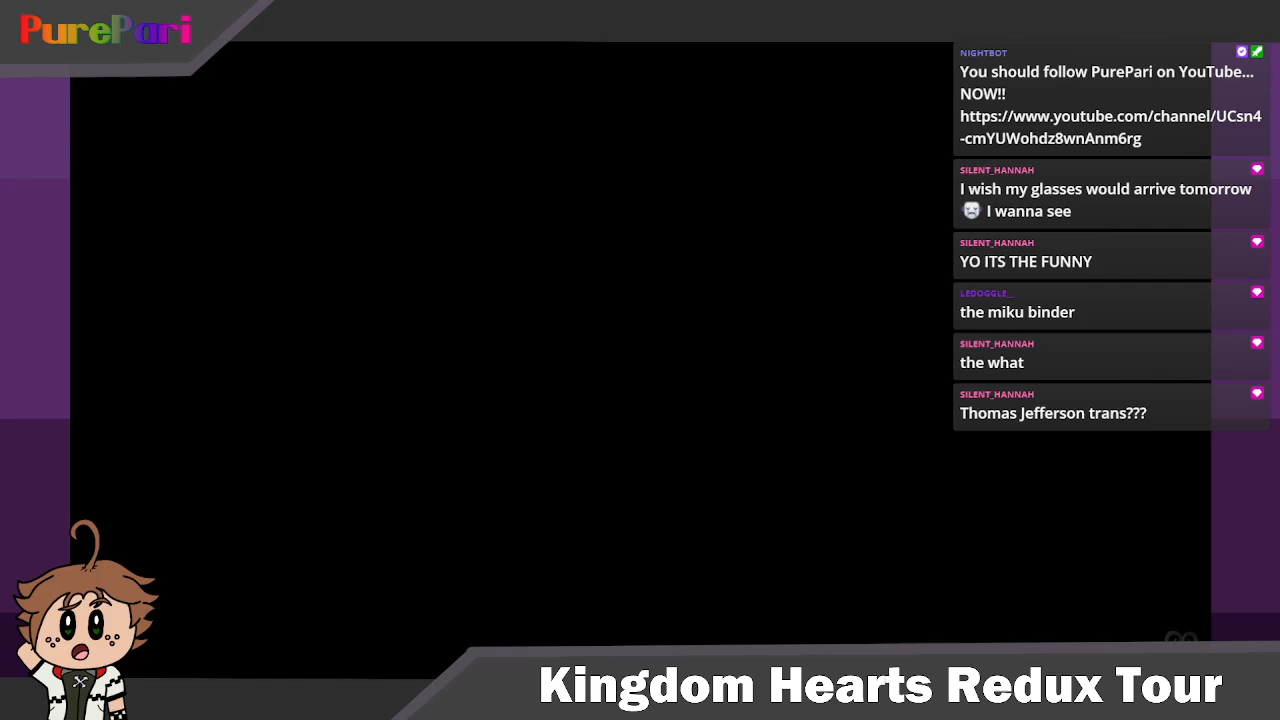 PurePari
NIGHTBOT
You should follow PurePari on YouTube...
NOW!!
https://www.youtube.com/channel/UCsn4
-cmYUWohdz8wnAnm6rg
SILENT_HANNAH
I wish my glasses would arrive tomorrow
I wanna see
SILENT_HANNAH
YO ITS THE FUNNY
LEDOGGLE__
the miku binder
SILENT_HANNAH
the what
SILENT_HANNAH
Thomas Jefferson trans???
Kingdom Hearts Redux Tour